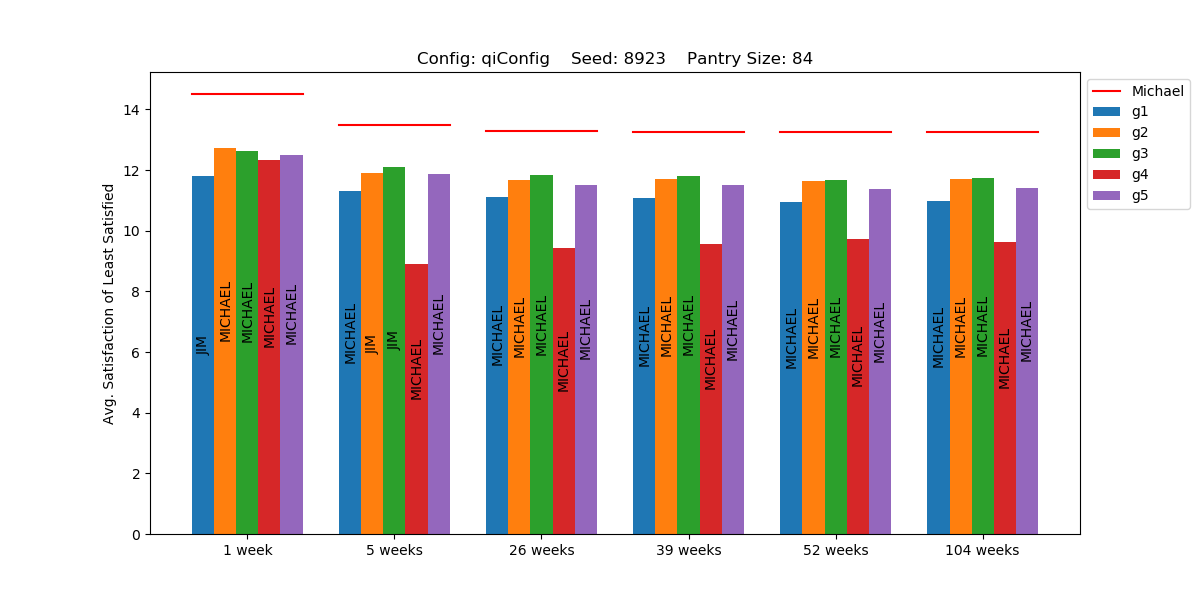 Config: qiConfig    Seed: 8923    Pantry Size: 84
Avg. Satisfaction of Least Satisfied
14
12
10
8
6
4
2
0
JIM MICHAEL MICHAEL MICHAEL MICHAEL
MICHAEL JIM JIM MICHAEL MICHAEL
MICHAEL MICHAEL MICHAEL MICHAEL MICHAEL
MICHAEL MICHAEL MICHAEL MICHAEL MICHAEL
MICHAEL MICHAEL MICHAEL MICHAEL MICHAEL
MICHAEL MICHAEL MICHAEL MICHAEL MICHAEL
1 week 5 weeks 26 weeks 39 weeks 52 weeks 104 weeks
Michael
g1
g2
g3
g4
g5